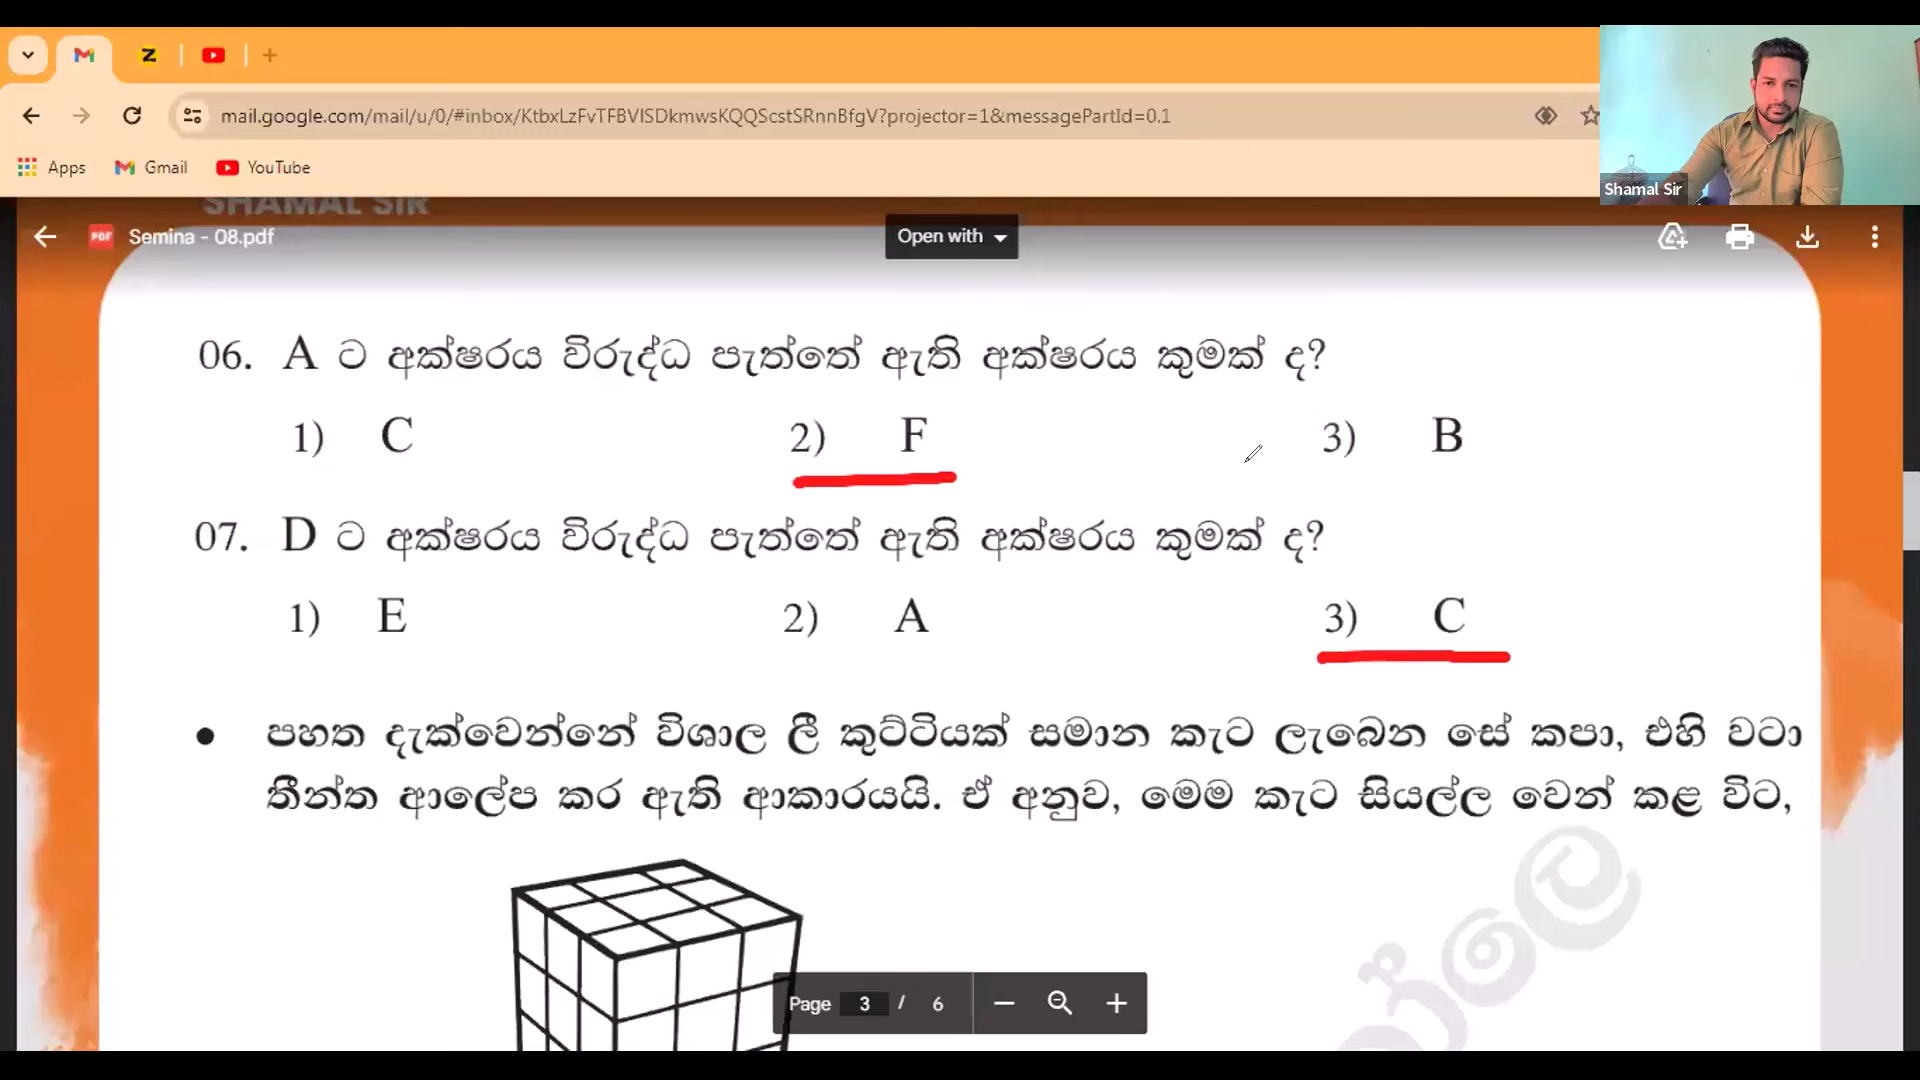 mail.google.com/mail/u/0/#inbox/KtbxLzFvTFBVlSDkmwsKQQScstSRnnBfgV?projector=1&messagePartId=0.1
Apps Gmail YouTube
Shamal Sir
SHAMAL SIR
PDF Semina - 08.pdf
Open with
06. A ට අක්ෂරය විරුද්ධ පැත්තේ ඇති අක්ෂරය කුමක් ද?
1) C 2) F 3) B
07. D ට අක්ෂරය විරුද්ධ පැත්තේ ඇති අක්ෂරය කුමක් ද?
1) E 2) A 3) C
● පහත දැක්වෙන්නේ විශාල ලී කුට්ටියක් සමාන කැට ලැබෙන සේ කපා, එහි වටා
තීන්ත ආලේප කර ඇති ආකාරයයි. ඒ අනුව, මෙම කැට සියල්ල වෙන් කළ විට,
Page 3 / 6